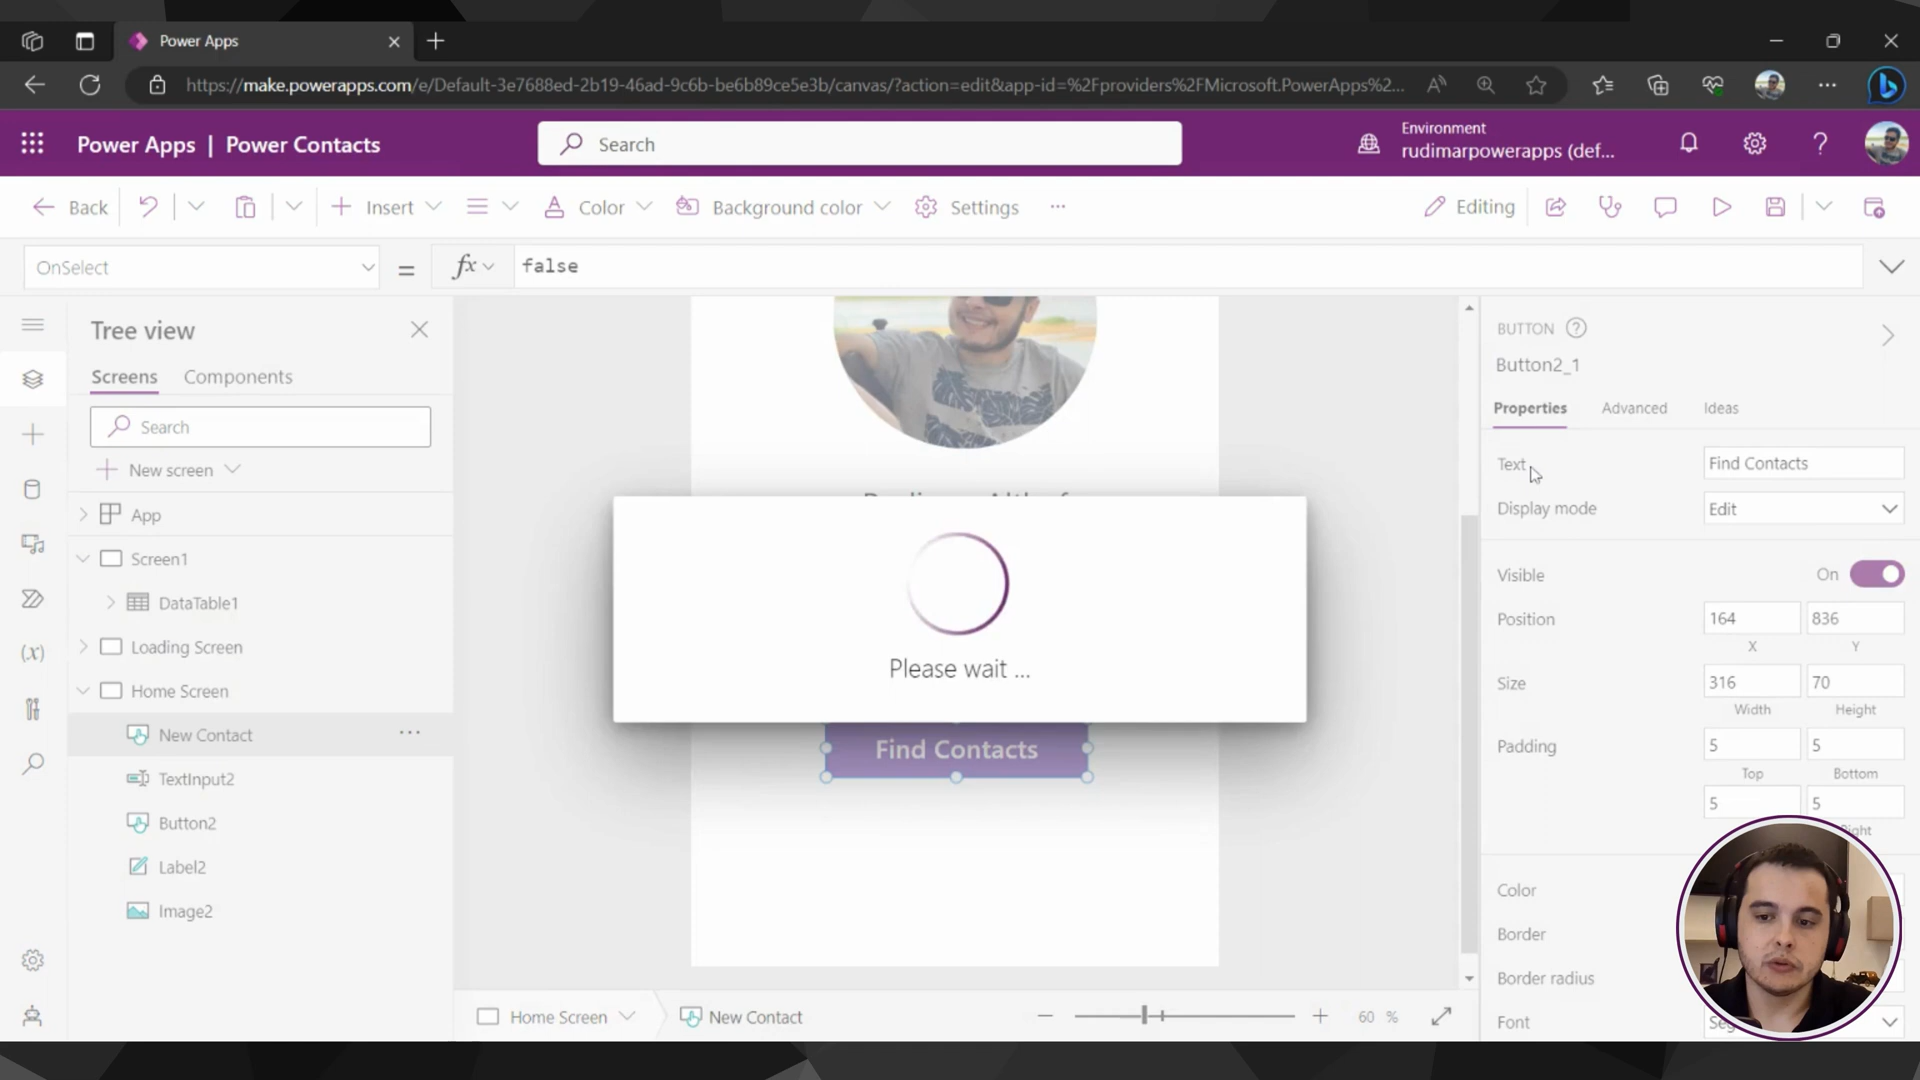 Power Apps
https://make.powerapps.com/e/Default-3e7688ed-2b19-46ad-9c6b-be6b89ce5e3b/canvas/?action=edit&app-id=%2Fproviders%2FMicrosoft.PowerApps%2...
Power Apps | Power Contacts
Search
Environment
rudimarpowerapps (def...
Back
Insert
Color
Background color
Settings
Editing
OnSelect
=
fx
false
Tree view
Screens
Components
Search
New screen
App
Screen1
DataTable1
Loading Screen
Home Screen
New Contact
TextInput2
Button2
Label2
Image2
Please wait ...
Find Contacts
Home Screen
New Contact
60 %
BUTTON
Button2_1
Properties
Advanced
Ideas
Text
Find Contacts
Display mode
Edit
Visible
On
Position
164
836
X
Y
Size
316
70
Width
Height
Padding
5
5
Top
Bottom
5
5
Color
Border
Border radius
Font